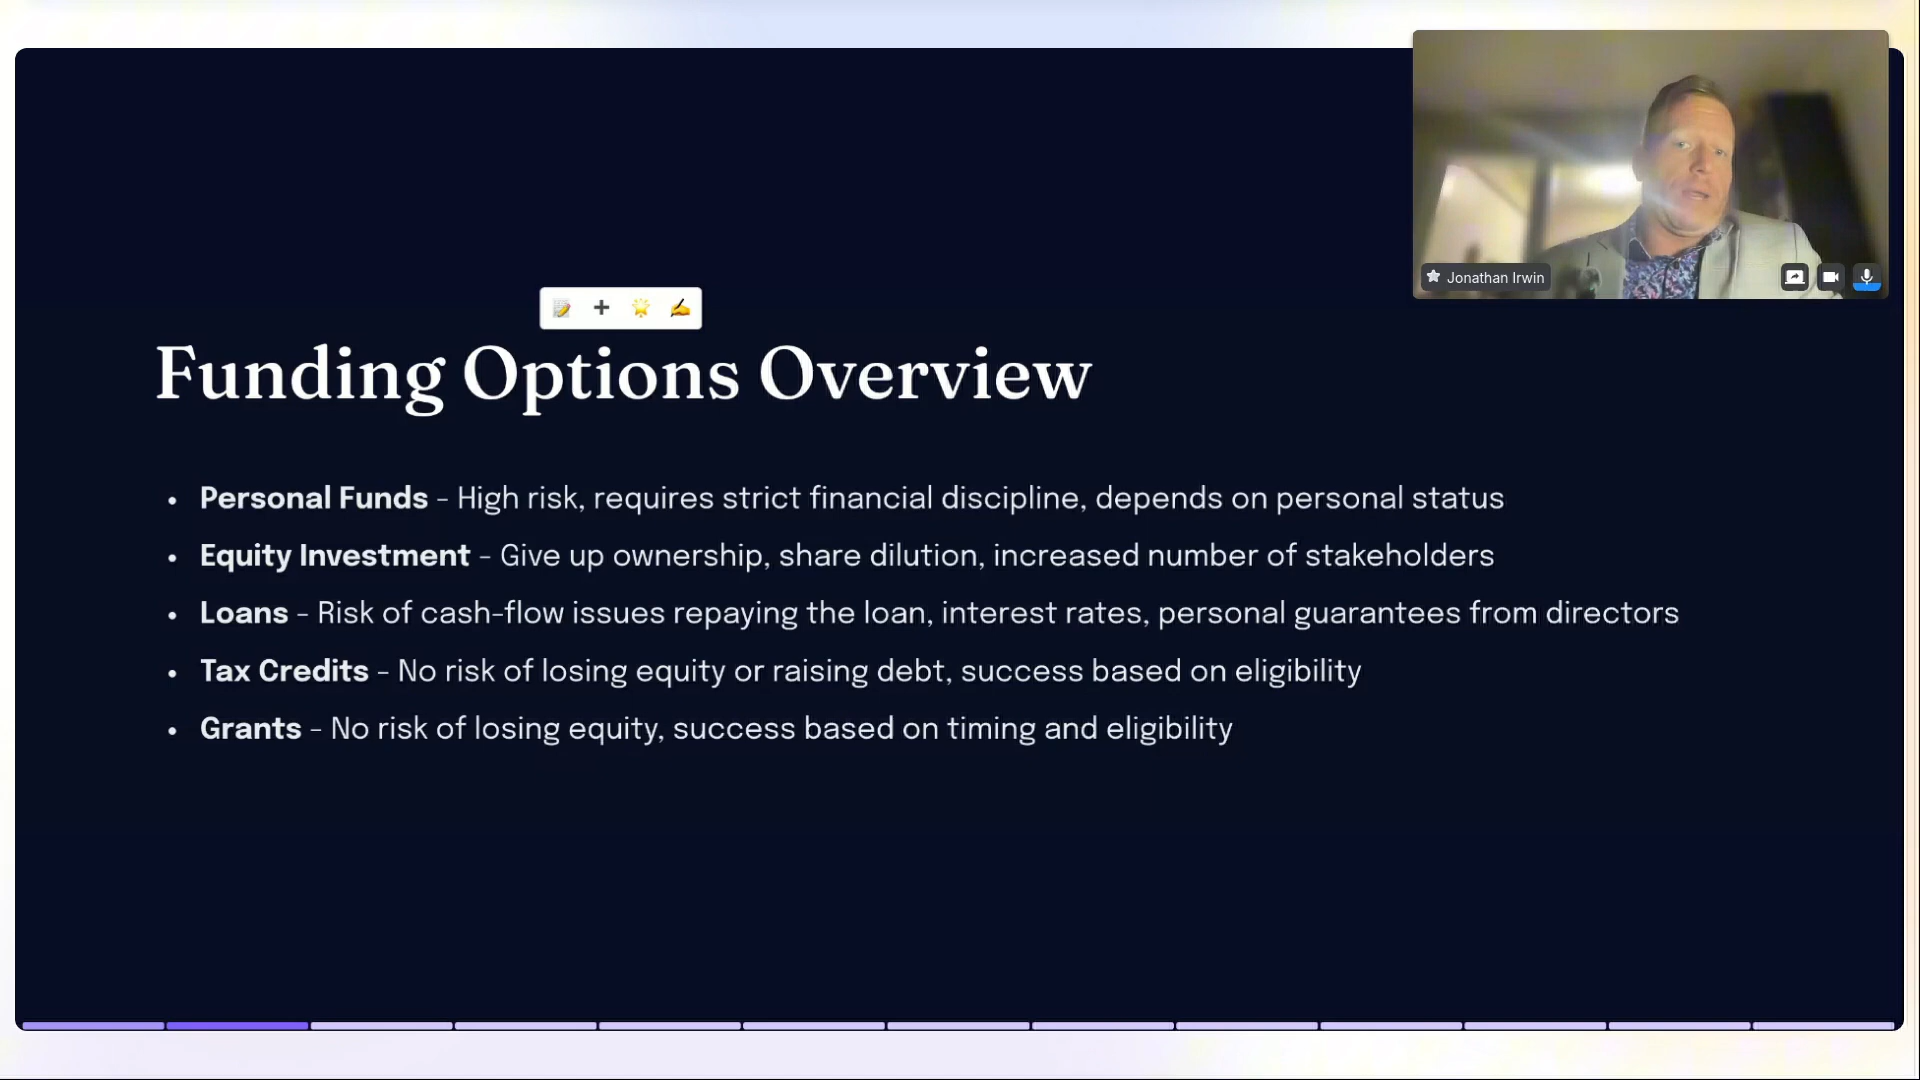 Jonathan Irwin
Funding Options Overview
• Personal Funds - High risk, requires strict financial discipline, depends on personal status
• Equity Investment - Give up ownership, share dilution, increased number of stakeholders
• Loans - Risk of cash-flow issues repaying the loan, interest rates, personal guarantees from directors
• Tax Credits - No risk of losing equity or raising debt, success based on eligibility
• Grants - No risk of losing equity, success based on timing and eligibility